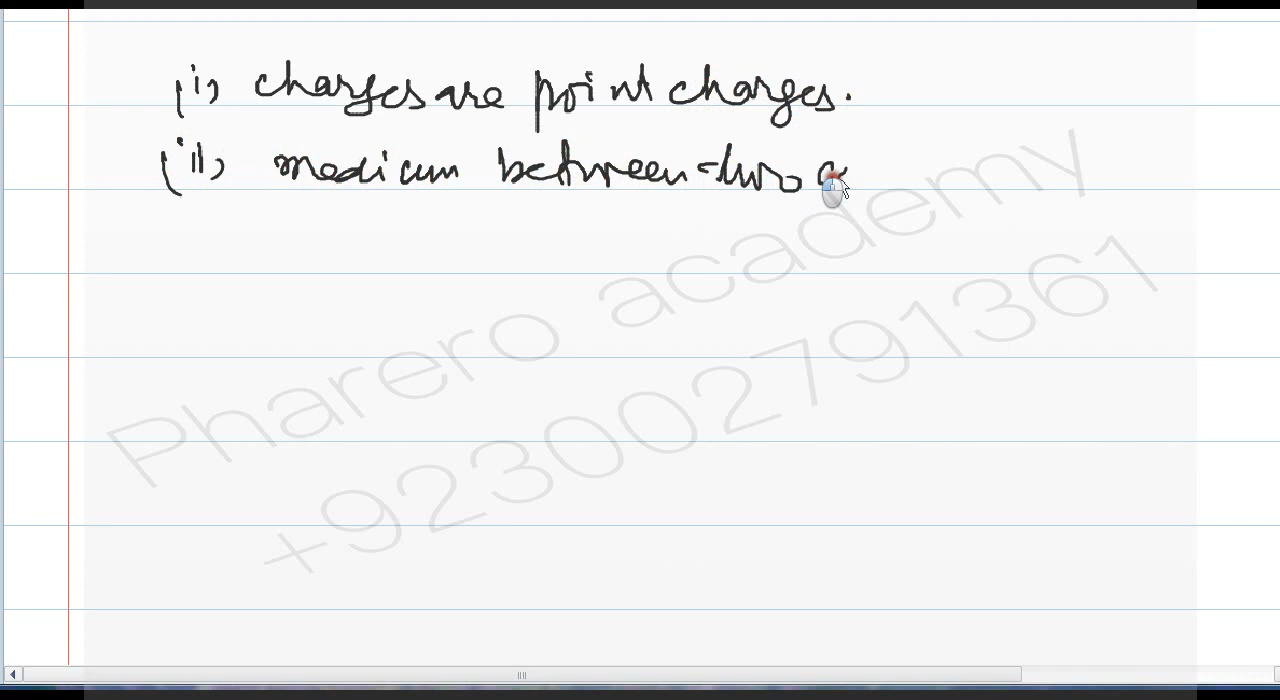 (i) charges are point charges.
(ii) medium between two
Pharero academy
+923002791361